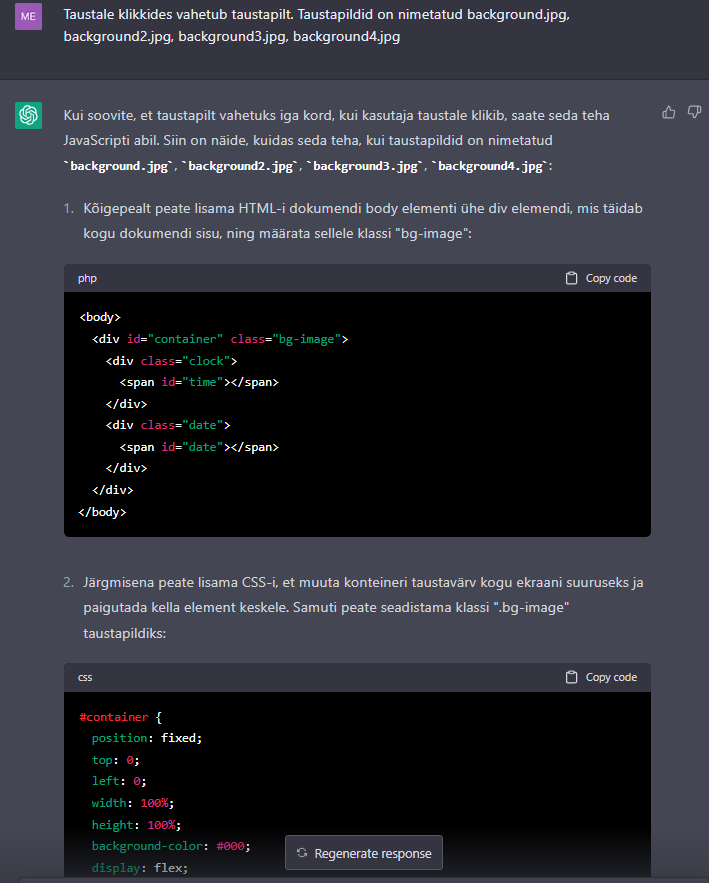 ME
Taustale klikkides vahetub taustapilt. Taustapildid on nimetatud background.jpg,
background2.jpg, background3.jpg, background4.jpg
Kui soovite, et taustapilt vahetuks iga kord, kui kasutaja taustale klikib, saate seda teha
JavaScripti abil. Siin on näide, kuidas seda teha, kui taustapildid on nimetatud
`background.jpg`, `background2.jpg`, `background3.jpg`, `background4.jpg`:
1. Kõigepealt peate lisama HTML-i dokumendi body elementi ühe div elemendi, mis täidab
kogu dokumendi sisu, ning määrata sellele klassi "bg-image":
php Copy code
<body>
  <div id="container" class="bg-image">
    <div class="clock">
      <span id="time"></span>
    </div>
    <div class="date">
      <span id="date"></span>
    </div>
  </div>
</body>
2. Järgmisena peate lisama CSS-i, et muuta konteineri taustavärv kogu ekraani suuruseks ja
paigutada kella element keskele. Samuti peate seadistama klassi ".bg-image"
taustapildiks:
css Copy code
#container {
  position: fixed;
  top: 0;
  left: 0;
  width: 100%;
  height: 100%;
  background-color: #000;
  display: flex;
Regenerate response